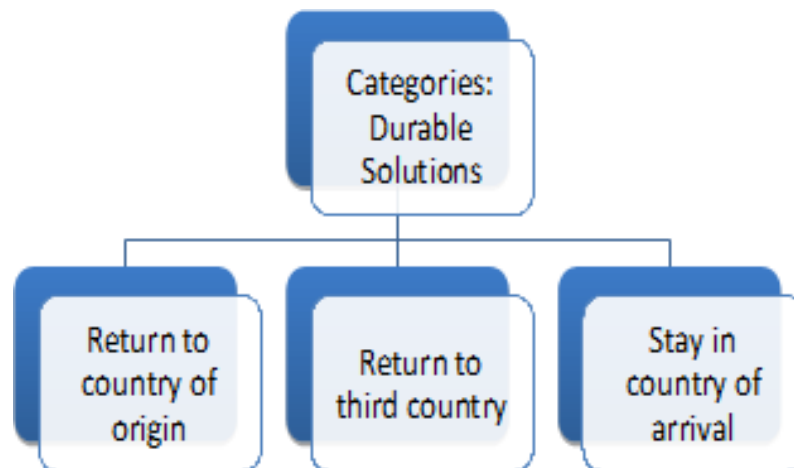 Categories:
Durable
Solutions
Return to
country of
origin
Return to
third country
Stay in
country of
arrival